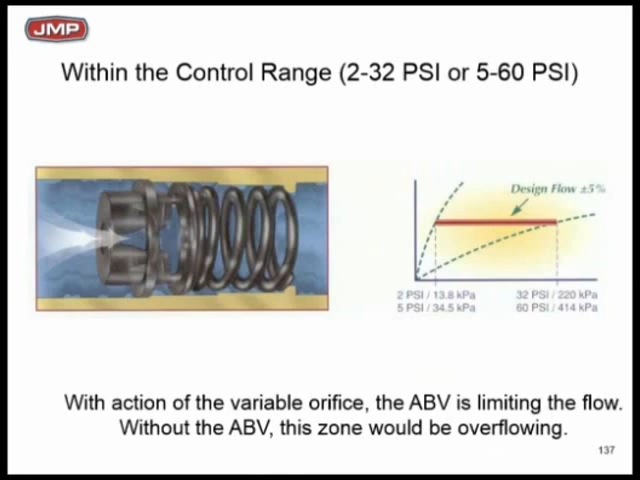 JMP
Within the Control Range (2-32 PSI or 5-60 PSI)
Design Flow ±5%
2 PSI / 13.8 kPa 32 PSI / 220 kPa
5 PSI / 34.5 kPa 60 PSI / 414 kPa
With action of the variable orifice, the ABV is limiting the flow.
Without the ABV, this zone would be overflowing.
137